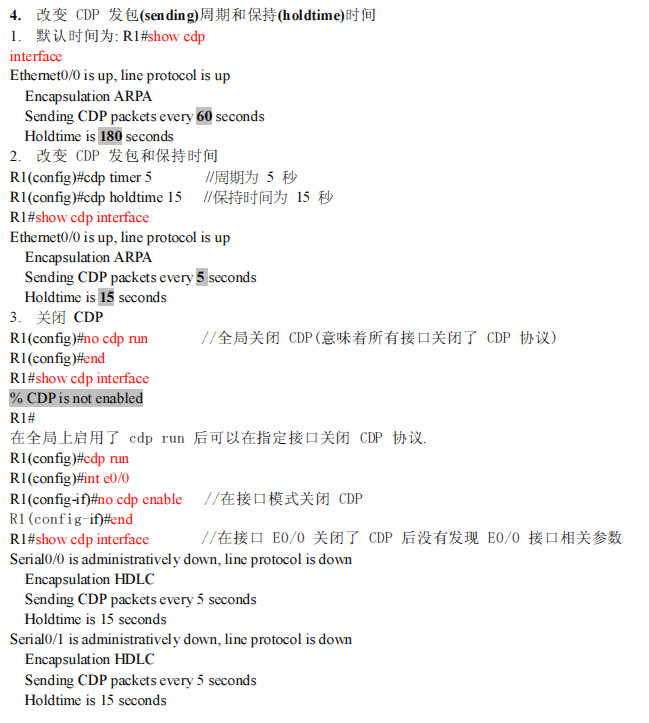 4. 改变 CDP 发包(sending)周期和保持(holdtime)时间
1. 默认时间为: R1#show cdp
interface
Ethernet0/0 is up, line protocol is up
Encapsulation ARPA
Sending CDP packets every 60 seconds
Holdtime is 180 seconds
2. 改变 CDP 发包和保持时间
R1(config)#cdp timer 5 //周期为 5 秒
R1(config)#cdp holdtime 15 //保持时间为 15 秒
R1#show cdp interface
Ethernet0/0 is up, line protocol is up
Encapsulation ARPA
Sending CDP packets every 5 seconds
Holdtime is 15 seconds
3. 关闭 CDP
R1(config)#no cdp run //全局关闭 CDP(意味着所有接口关闭了 CDP 协议)
R1(config)#end
R1#show cdp interface
% CDP is not enabled
R1#
在全局上启用了 cdp run 后可以在指定接口关闭 CDP 协议.
R1(config)#cdp run
R1(config)#int e0/0
R1(config-if)#no cdp enable //在接口模式关闭 CDP
R1(config-if)#end
R1#show cdp interface //在接口 E0/0 关闭了 CDP 后没有发现 E0/0 接口相关参数
Serial0/0 is administratively down, line protocol is down
Encapsulation HDLC
Sending CDP packets every 5 seconds
Holdtime is 15 seconds
Serial0/1 is administratively down, line protocol is down
Encapsulation HDLC
Sending CDP packets every 5 seconds
Holdtime is 15 seconds